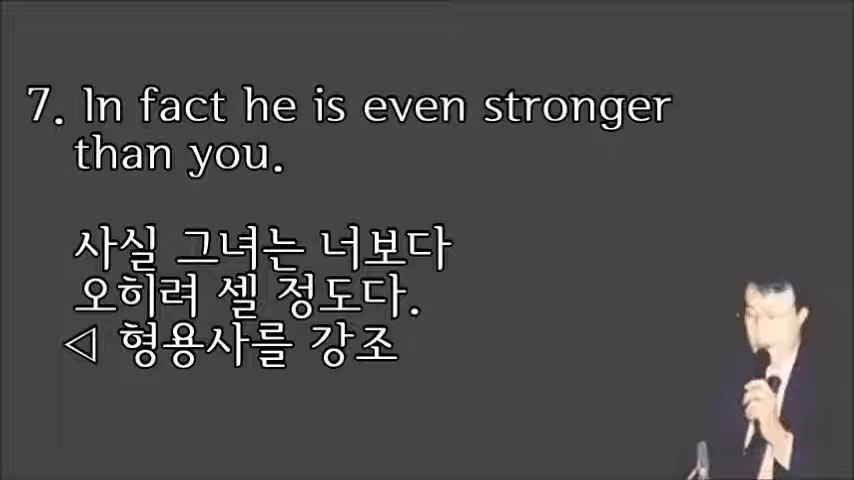 7. In fact he is even stronger
than you.
사실 그녀는 너보다
오히려 셀 정도다.
◁ 형용사를 강조